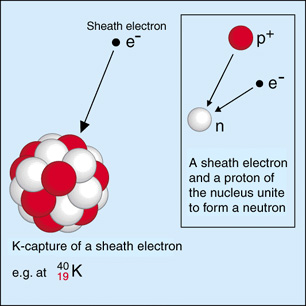 Sheath electron
e⁻
p⁺
e⁻
n
A sheath electron
and a proton of
the nucleus unite
to form a neutron
K-capture of a sheath electron
e.g. at ⁴⁰₁₉K